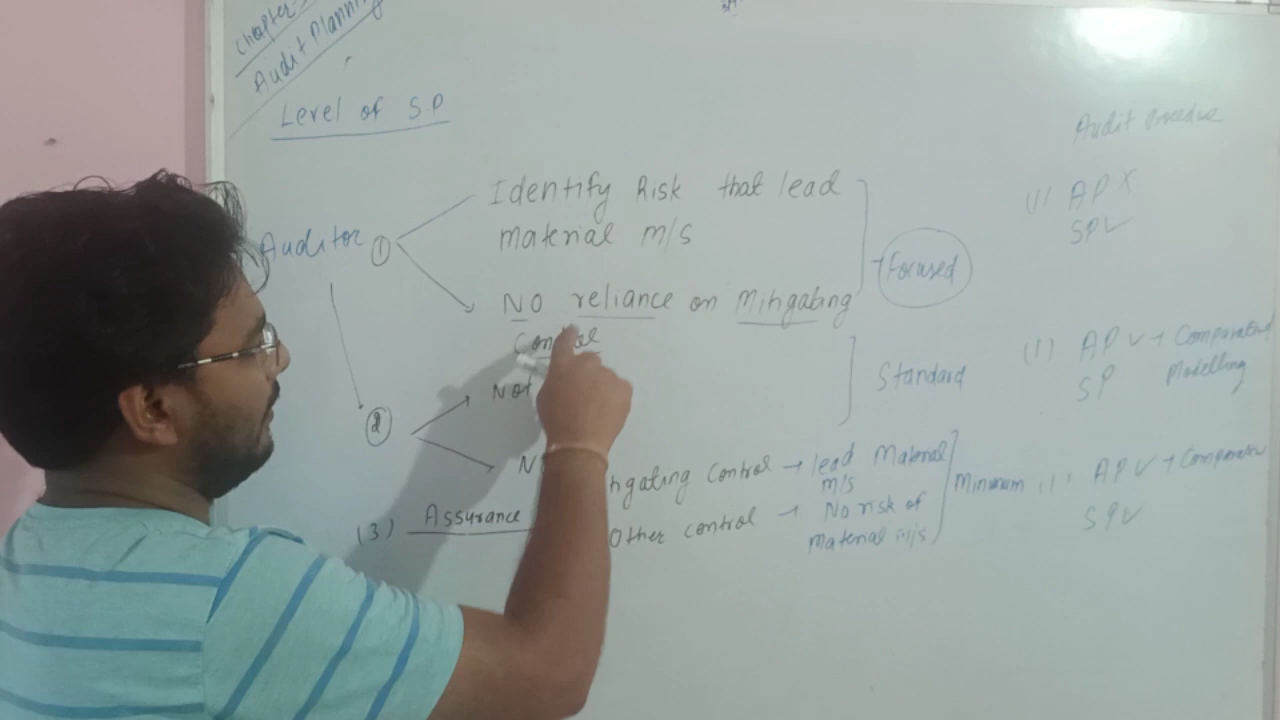 Chapter
Audit Planning
Level of SP
Audit Procedure
Auditor (1)
Identify Risk that lead
Material m/s
NO reliance on Mitigating
Control
Focused
(1) AP X
SP✓
Not
Standard
(1) AP ✓ + Comparative
SP Modelling
(2)
N
tigating Control → lead Material
m/s
Minimum (1) AP ✓ + Comparative
SP✓
(3) Assurance
Other control → No risk of
Material m/s